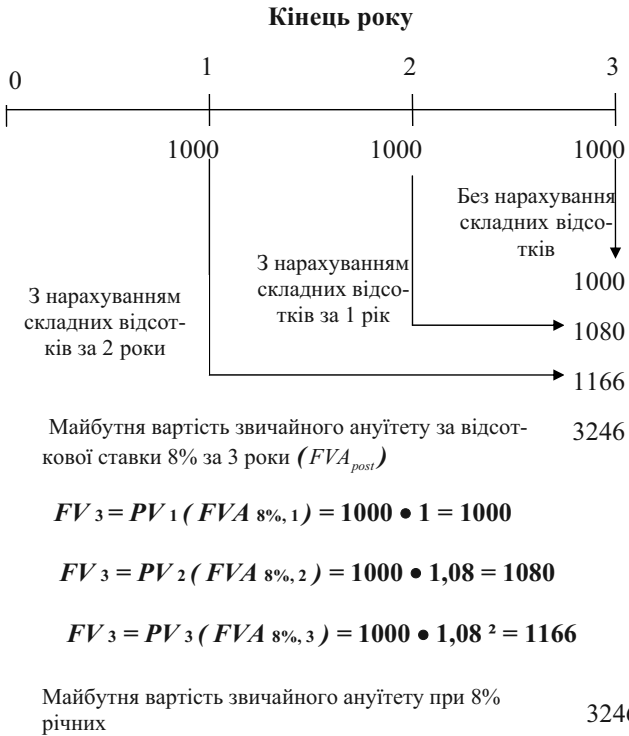 Кінець року
0 1 2 3
1000 1000 1000
Без нарахування
складних відсо-
тків
З нарахуванням
складних відсо-
тків за 1 рік
З нарахуванням
складних відсот-
ків за 2 роки
1000
1080
1166
Майбутня вартість звичайного ануїтету за відсот- 3246
кової ставки 8% за 3 роки (FVA post)
FV 3 = PV 1 ( FVA 8%, 1 ) = 1000 • 1 = 1000
FV 3 = PV 2 ( FVA 8%, 2 ) = 1000 • 1,08 = 1080
FV 3 = PV 3 ( FVA 8%, 3 ) = 1000 • 1,08 ² = 1166
Майбутня вартість звичайного ануїтету при 8%
річних 3246